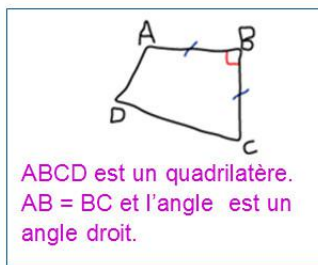 A
B
D
C
ABCD est un quadrilatère.
AB = BC et l'angle est un
angle droit.